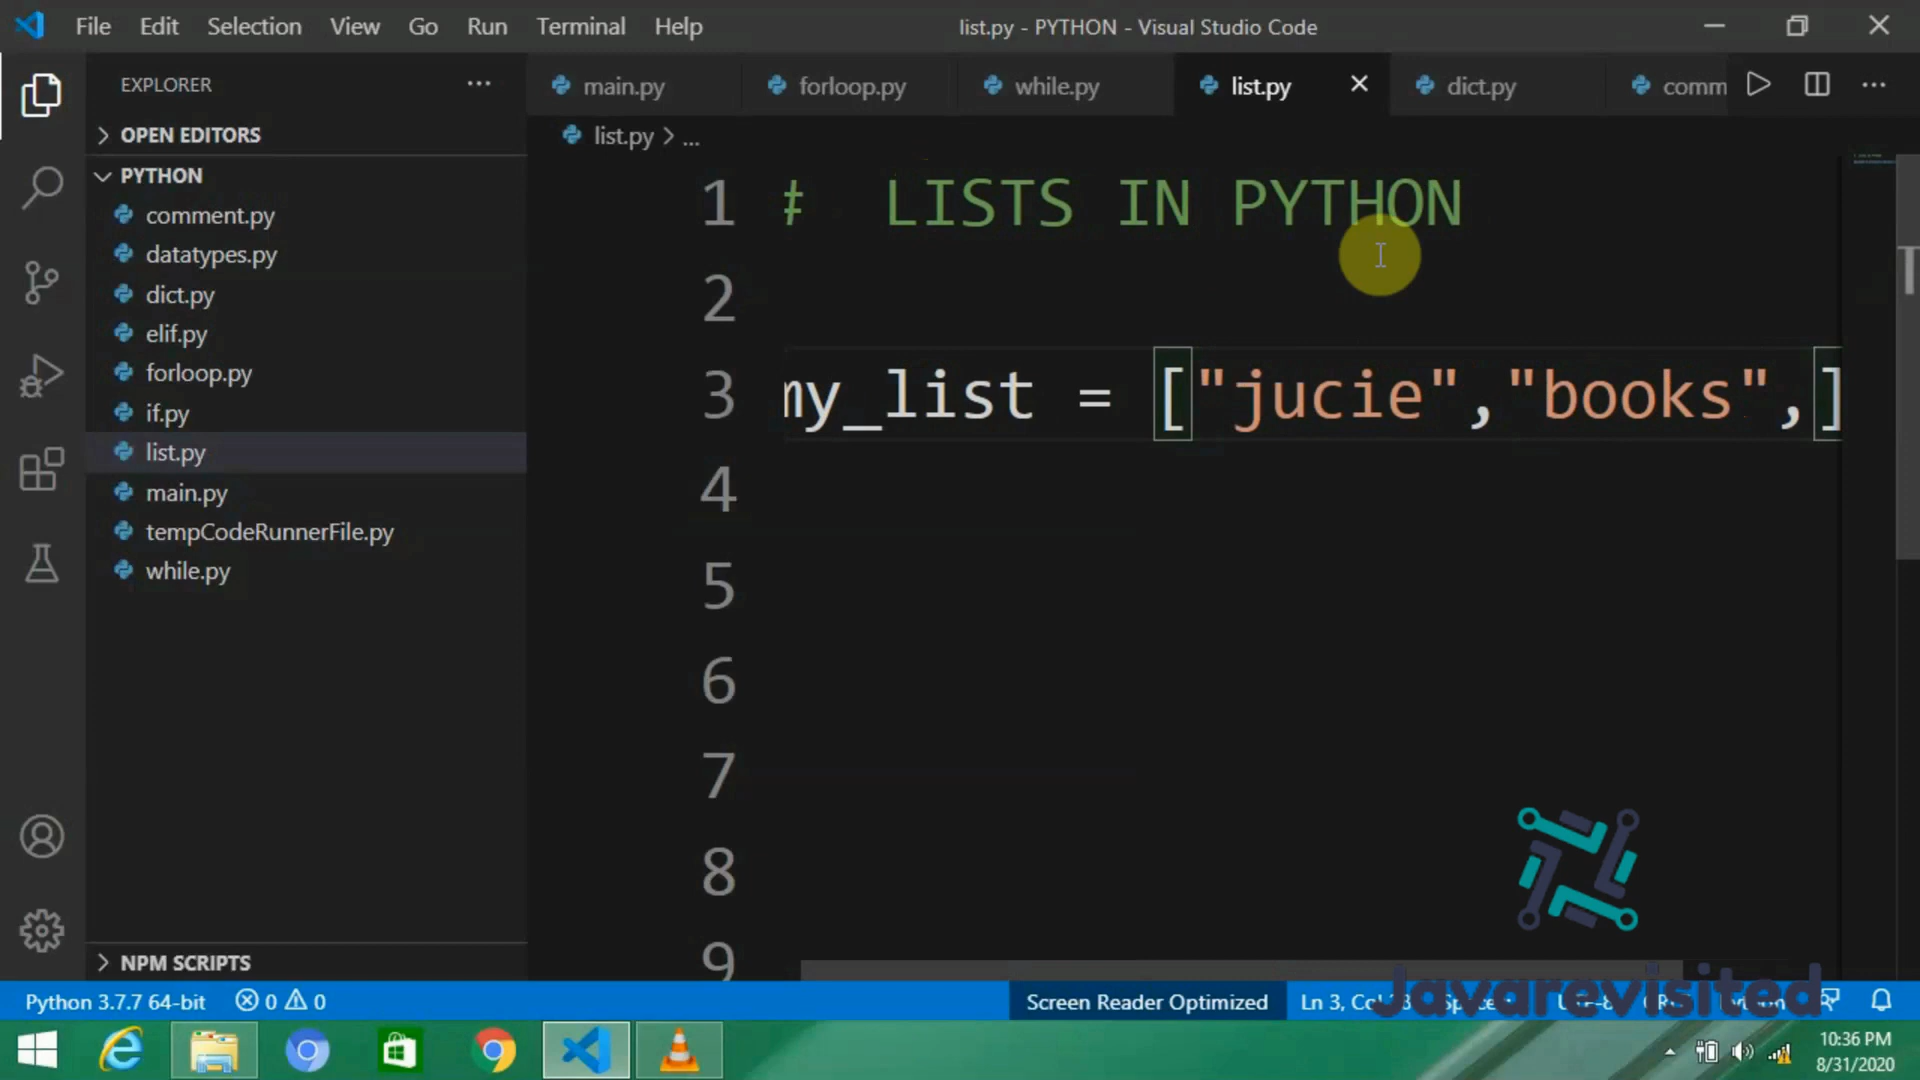 File Edit Selection View Go Run Terminal Help
list.py - PYTHON - Visual Studio Code
EXPLORER
main.py forloop.py while.py list.py dict.py comm
OPEN EDITORS
list.py > ...
PYTHON
comment.py
datatypes.py
dict.py
elif.py
forloop.py
if.py
list.py
main.py
tempCodeRunnerFile.py
while.py
1 # LISTS IN PYTHON
2
3 my_list = ["jucie","books",]
4
5
6
7
8
9
NPM SCRIPTS
Python 3.7.7 64-bit 0 0
Screen Reader Optimized Ln 3,
Javarevisited
10:36 PM
8/31/2020